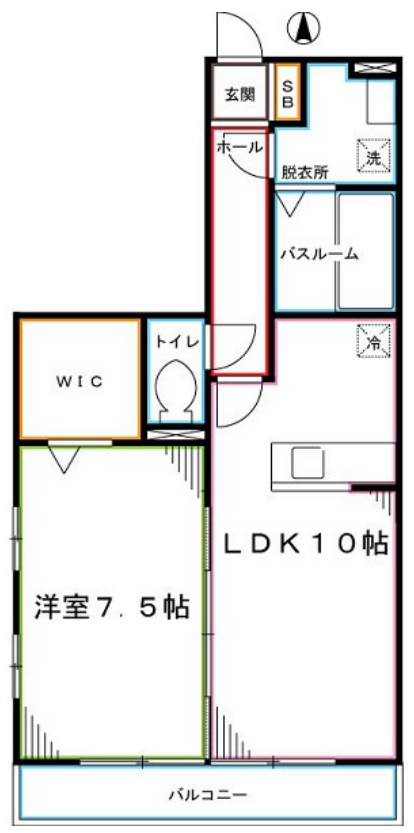 玄関
SB
ホール
洗
脱衣所
バスルーム
トイレ
冷
WIC
LDK10帖
洋室7.5帖
バルコニー